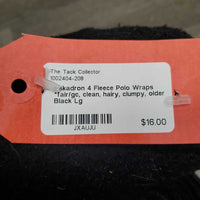 The Tack Collector
1002404-208
akadron 4 Fleece Polo Wraps
*fair/gc, clean, hairy, clumpy, older
Black Lg
$16.00
JXAUJU